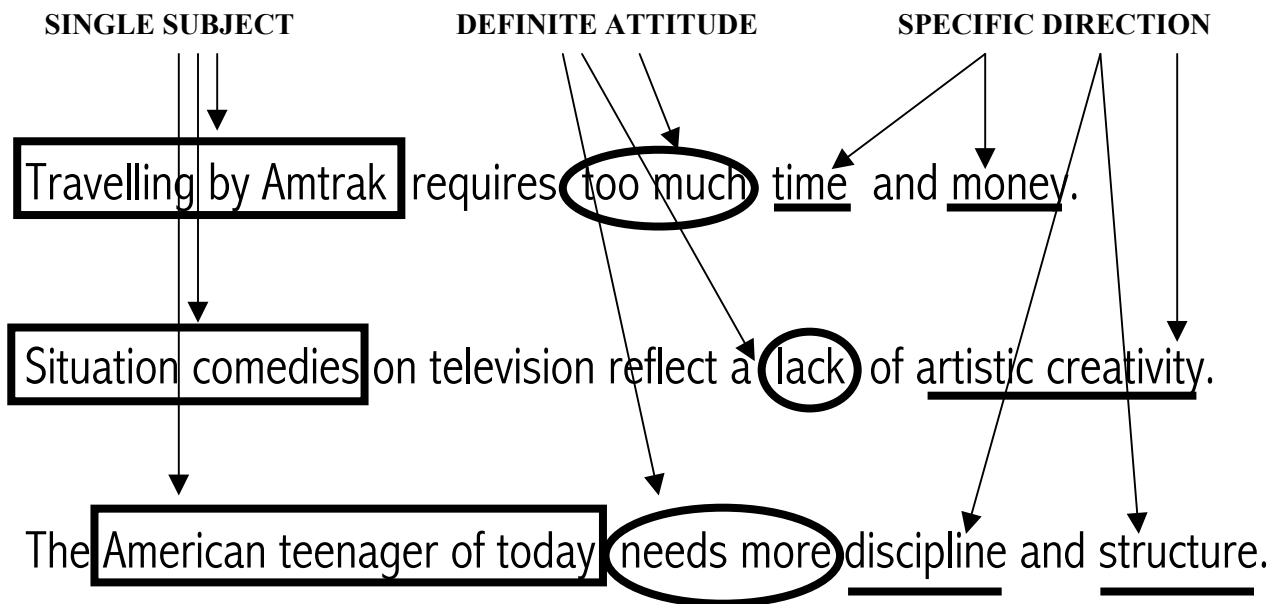 SINGLE SUBJECT DEFINITE ATTITUDE SPECIFIC DIRECTION
Travelling by Amtrak requires too much time and money.
Situation comedies on television reflect a lack of artistic creativity.
The American teenager of today needs more discipline and structure.